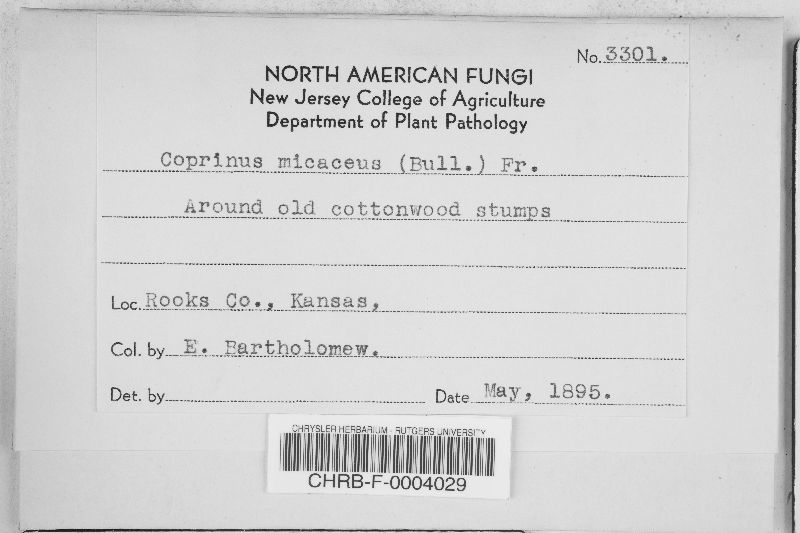 No. 3301.
NORTH AMERICAN FUNGI
New Jersey College of Agriculture
Department of Plant Pathology
Coprinus micaceus (Bull.) Fr.
Around old cottonwood stumps
Loc. Rooks Co., Kansas,
Col. by E. Bartholomew.
Det. by Date May, 1895.
CHRYSLER HERBARIUM - RUTGERS UNIVERSITY
CHRB-F-0004029